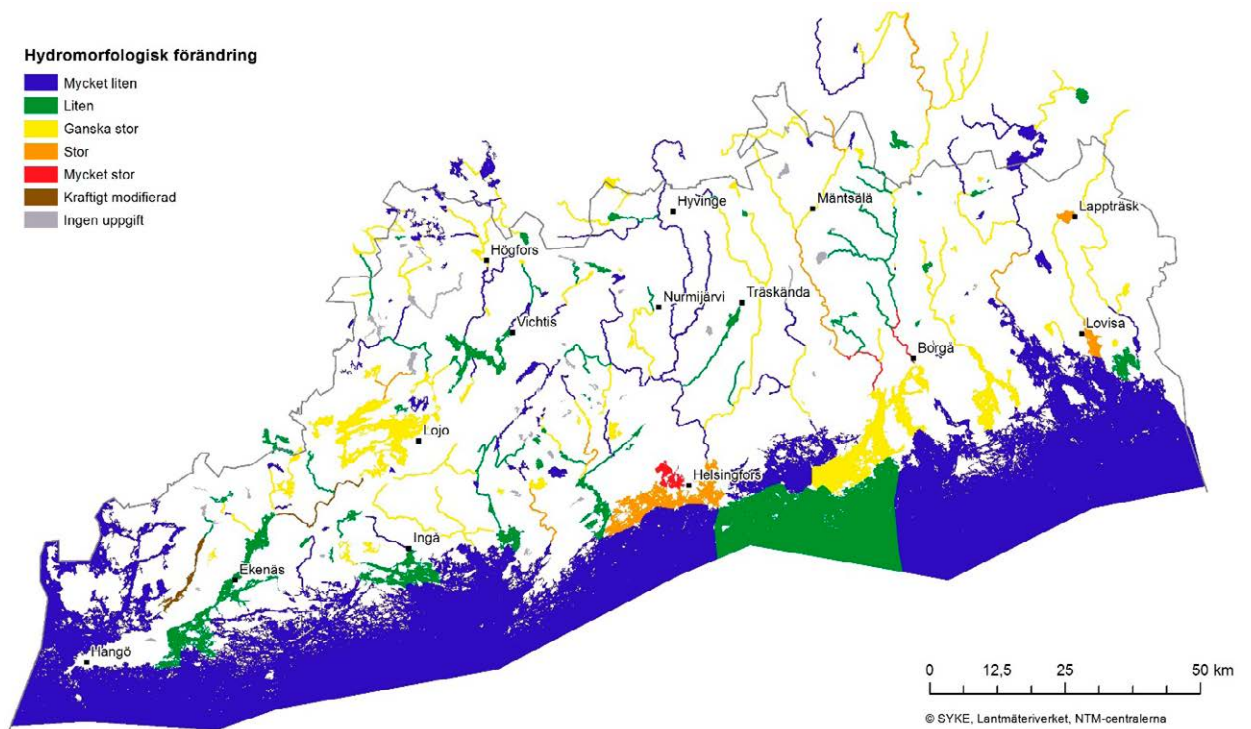 Hydromorfologisk förändring
Mycket liten
Liten
Ganska stor
Stor
Mycket stor
Kraftigt modifierad
Ingen uppgift
Hyvinge
Mäntsälä
Lappträsk
Högfors
Nurmijärvi
Träskända
Vichtis
Lovisa
Borgå
Lojo
Helsingfors
Ingå
Ekenäs
Hangö
0 12,5 25 50 km
© SYKE, Lantmäteriverket, NTM-centralerna